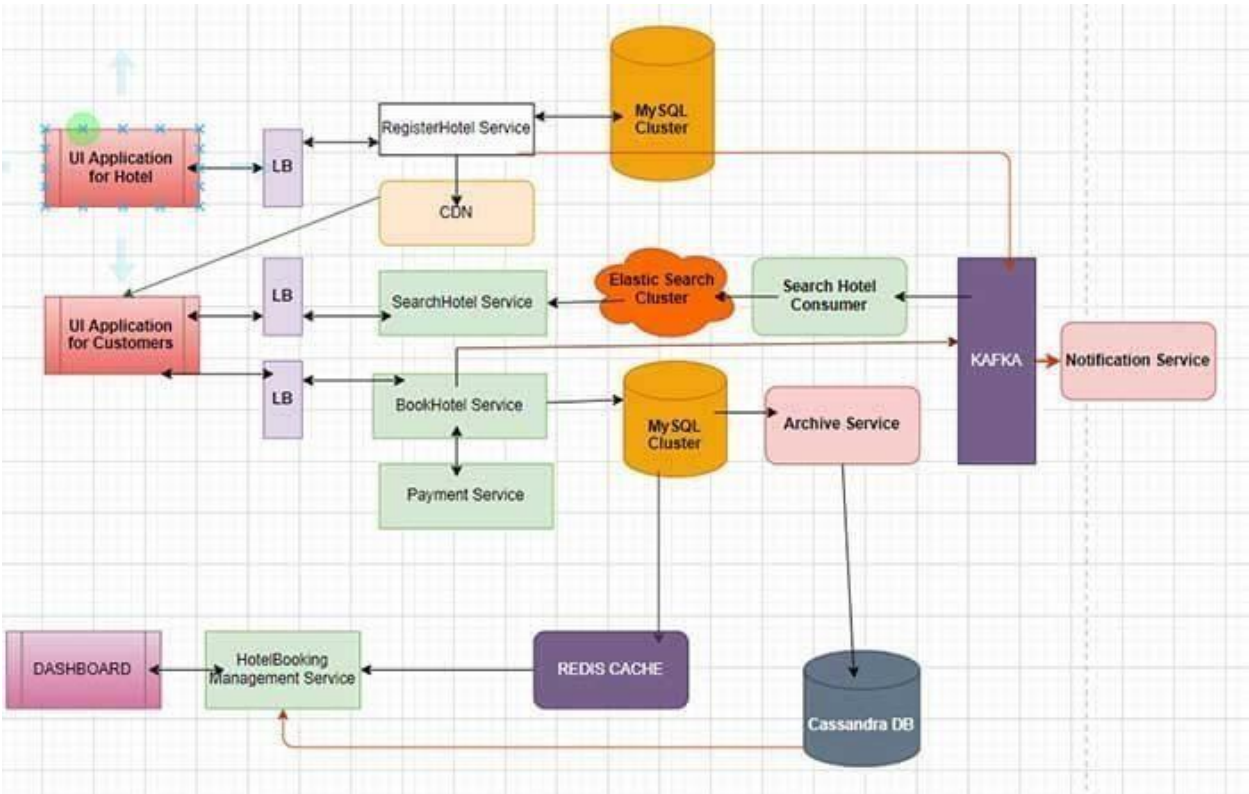 MySQL
Cluster
RegisterHotel Service
UI Application
for Hotel
LB
CDN
Elastic Search
Cluster
Search Hotel
Consumer
LB
SearchHotel Service
UI Application
for Customers
KAFKA
Notification Service
LB
BookHotel Service
MySQL
Cluster
Archive Service
Payment Service
DASHBOARD
HotelBooking
Management Service
REDIS CACHE
Cassandra DB